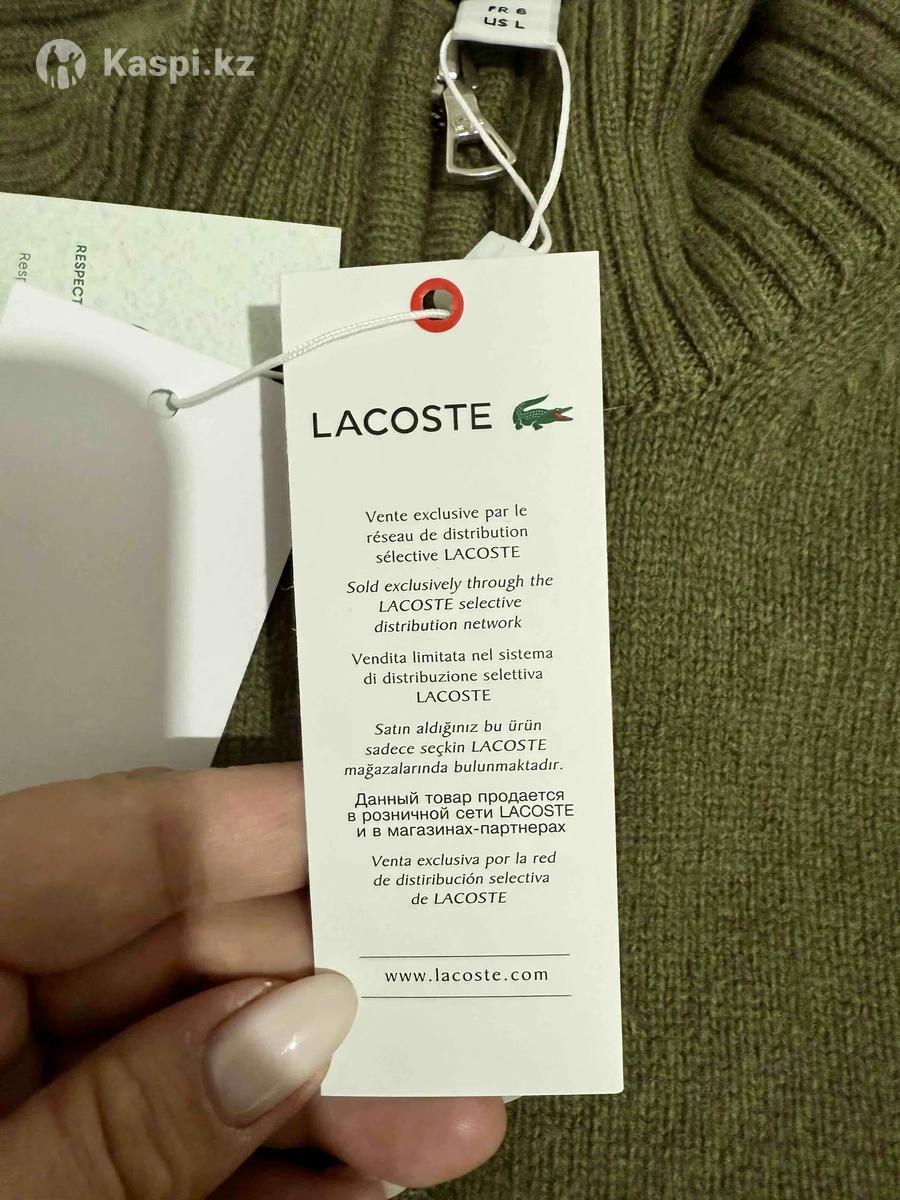 FR 6
US L
Kaspi.kz
RESPECT
LACOSTE
Vente exclusive par le
réseau de distribution
sélective LACOSTE
Sold exclusively through the
LACOSTE selective
distribution network
Vendita limitata nel sistema
di distribuzione selettiva
LACOSTE
Satın aldığınız bu ürün
sadece seçkin LACOSTE
mağazalarında bulunmaktadır.
Данный товар продается
в розничной сети LACOSTE
и в магазинах-партнерах
Venta exclusiva por la red
de distiribución selectiva
de LACOSTE
www.lacoste.com